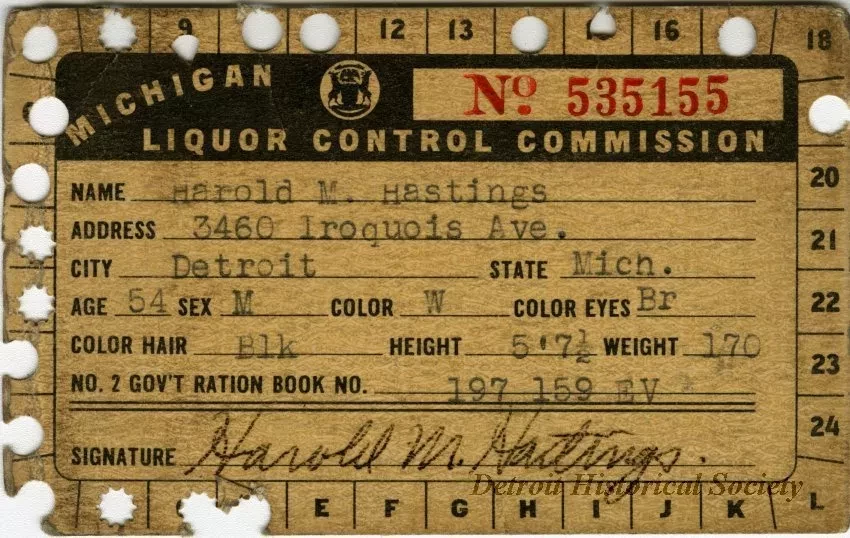 9 12 13 16 18
MICHIGAN
Nº 535155
LIQUOR CONTROL COMMISSION
NAME Harold M. Hastings
ADDRESS 3460 Iroquois Ave.
CITY Detroit STATE Mich.
AGE 54 SEX M COLOR W COLOR EYES Br
COLOR HAIR Blk HEIGHT 5'7½ WEIGHT 170
NO. 2 GOV'T RATION BOOK NO. 197 159 EV
SIGNATURE Harold M. Hastings.
20
21
22
23
24
E F G H I J K L
Detroit Historical Society